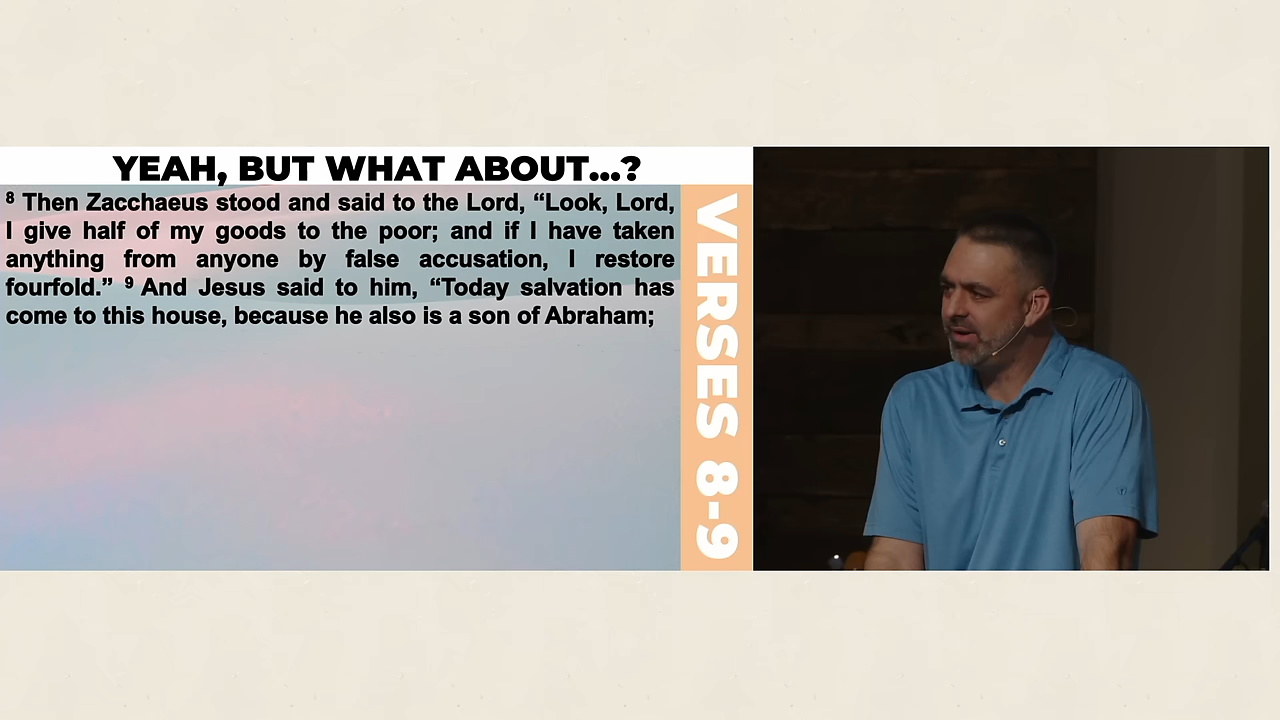 YEAH, BUT WHAT ABOUT...?
8 Then Zacchaeus stood and said to the Lord, “Look, Lord,
I give half of my goods to the poor; and if I have taken
anything from anyone by false accusation, I restore
fourfold.” 9 And Jesus said to him, “Today salvation has
come to this house, because he also is a son of Abraham;
VERSES 8-9